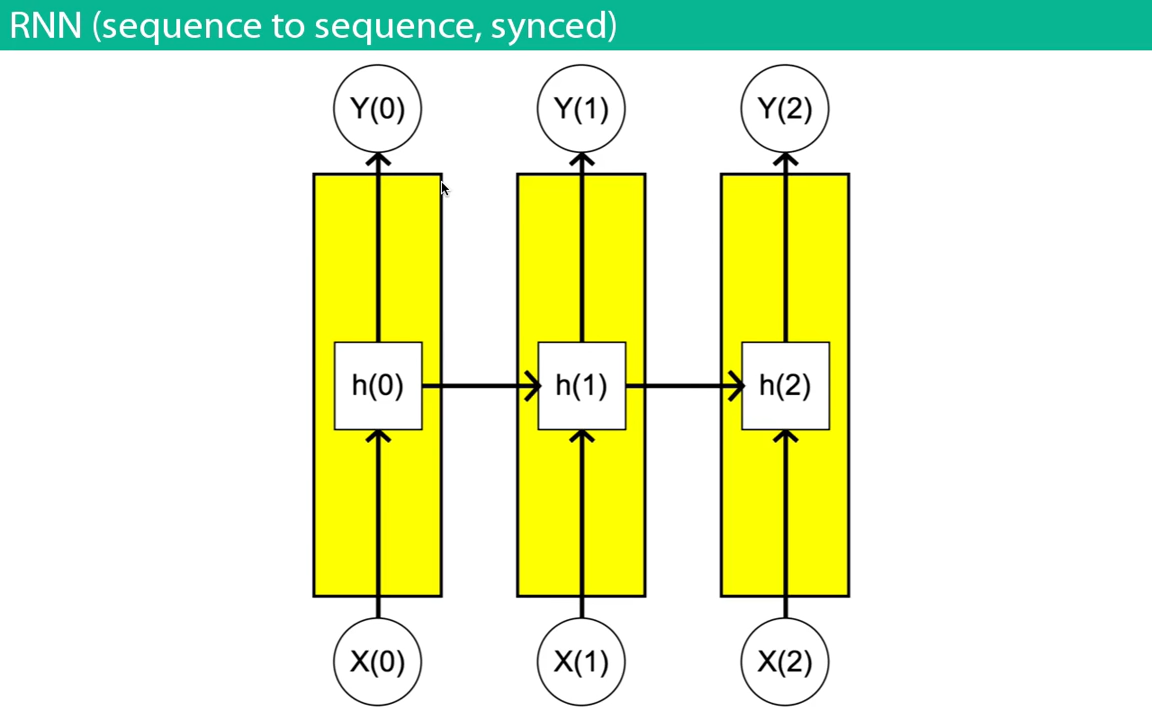 RNN (sequence to sequence, synced)
Y(0) Y(1) Y(2)
h(0) h(1) h(2)
X(0) X(1) X(2)